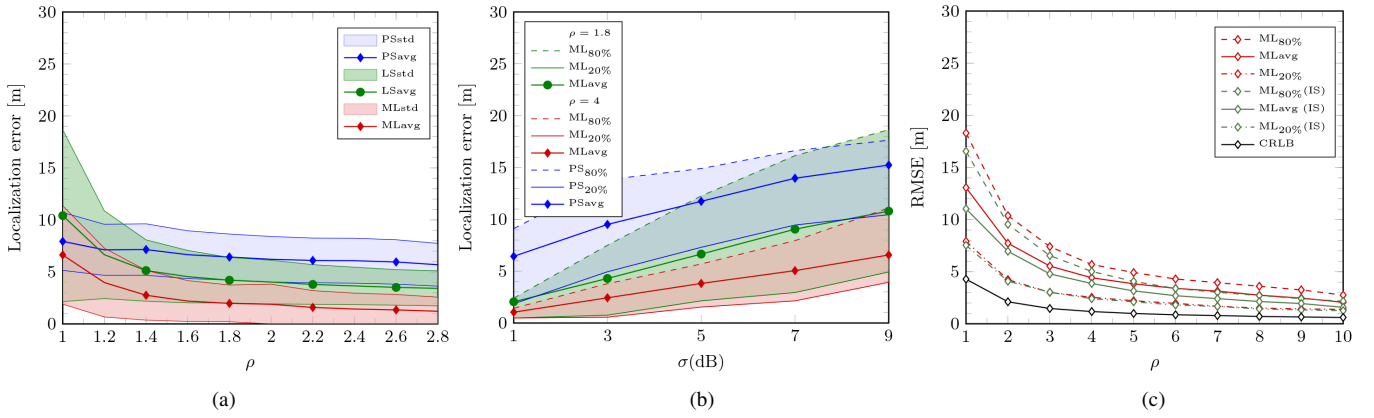 30
25
20
15
10
5
0
Localization error [m]
1 1.2 1.4 1.6 1.8 2 2.2 2.4 2.6 2.8
ρ
PSstd
PSavg
LSstd
LSavg
MLstd
MLavg
(a)
30
25
20
15
10
5
0
Localization error [m]
1 3 5 7 9
σ(dB)
ρ = 1.8
ML80%
ML20%
MLavg
ρ = 4
ML80%
ML20%
MLavg
PS80%
PS20%
PSavg
(b)
30
25
20
15
10
5
0
RMSE [m]
1 2 3 4 5 6 7 8 9 10
ρ
ML80%
MLavg
ML20%
ML80%(IS)
MLavg (IS)
ML20%(IS)
CRLB
(c)